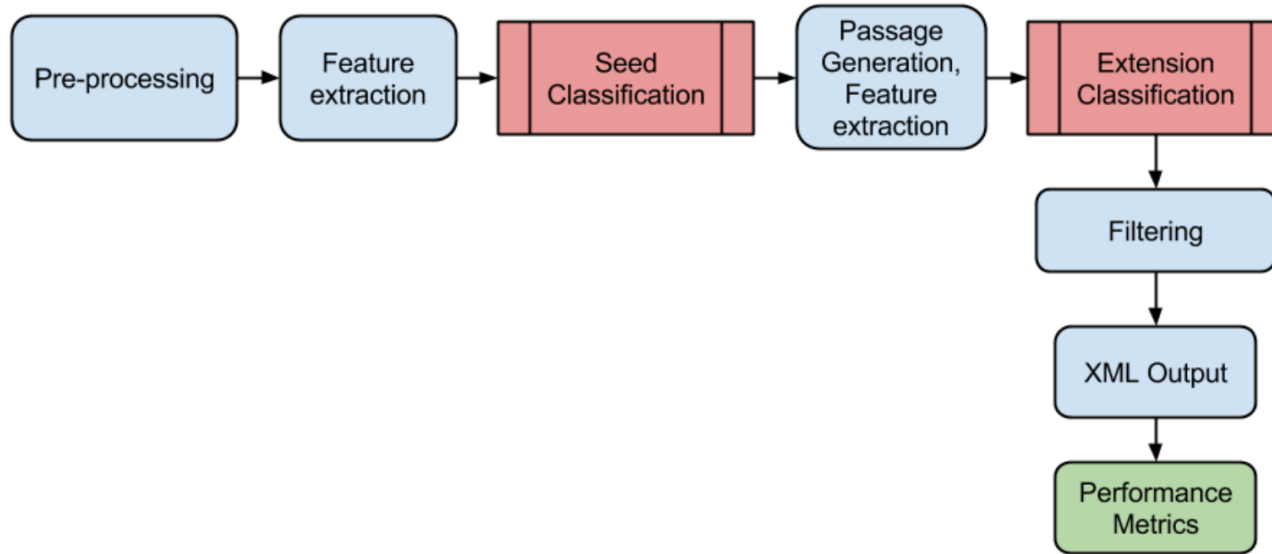 Pre-processing
Feature
extraction
Seed
Classification
Passage
Generation,
Feature
extraction
Extension
Classification
Filtering
XML Output
Performance
Metrics